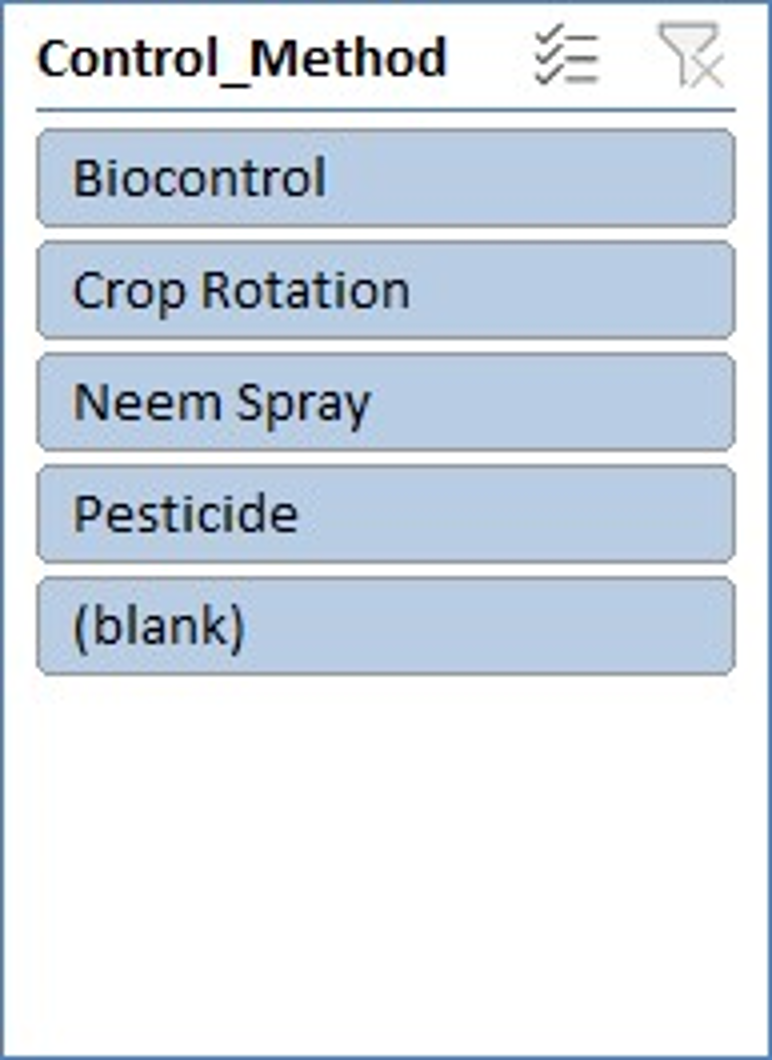 Control_Method
Biocontrol
Crop Rotation
Neem Spray
Pesticide
(blank)